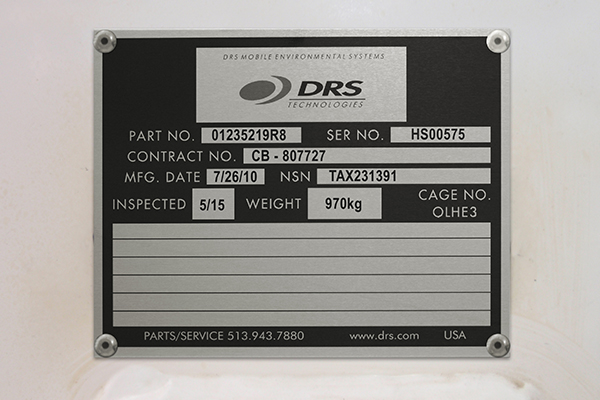 DRS MOBILE ENVIRONMENTAL SYSTEMS
DRS
TECHNOLOGIES
PART NO. 01235219R8 SER NO. HS00575
CONTRACT NO. CB - 807727
MFG. DATE 7/26/10 NSN TAX231391
INSPECTED 5/15 WEIGHT 970kg CAGE NO.
OLHE3
PARTS/SERVICE 513.943.7880 www.drs.com USA